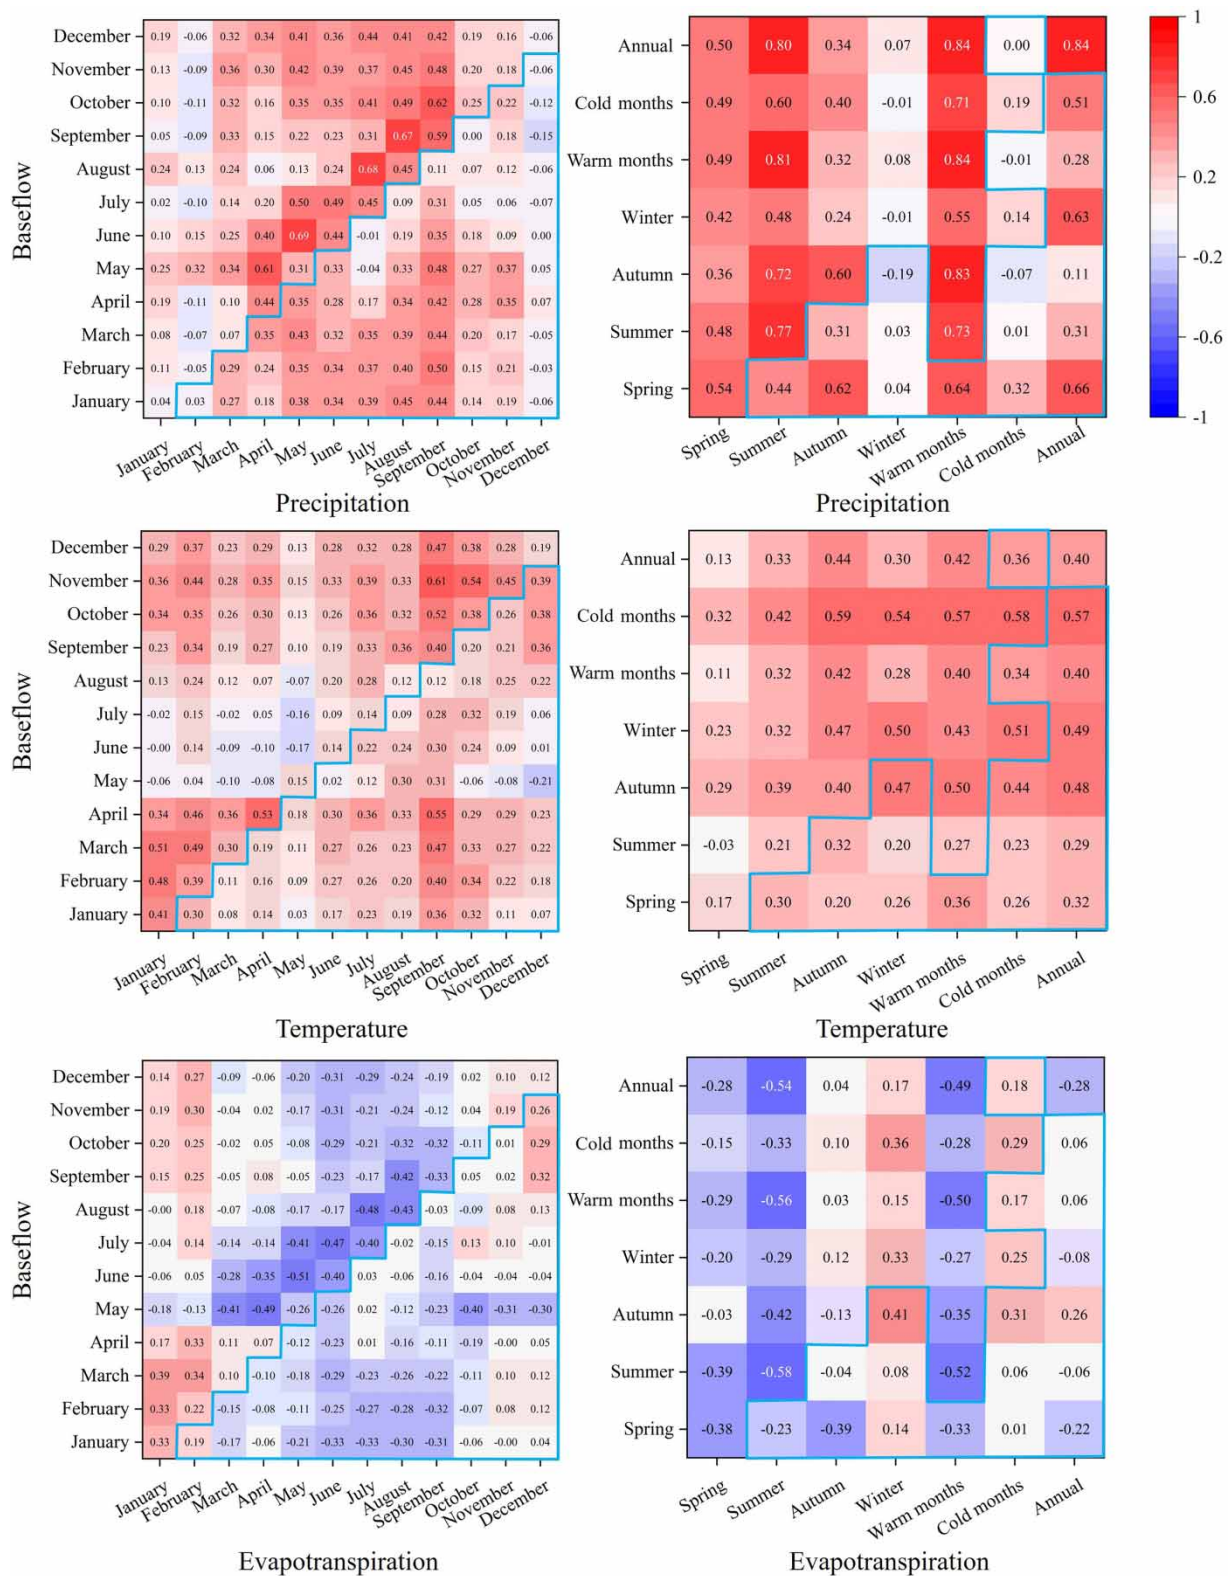 December 0.19 -0.06 0.32 0.34 0.41 0.36 0.44 0.41 0.42 0.19 0.16 -0.06
November 0.13 -0.09 0.36 0.30 0.42 0.39 0.37 0.45 0.48 0.20 0.18 -0.06
October 0.10 -0.11 0.32 0.16 0.35 0.35 0.41 0.49 0.62 0.25 0.22 -0.12
September 0.05 -0.09 0.33 0.15 0.22 0.23 0.31 0.67 0.59 0.00 0.18 -0.15
August 0.24 0.13 0.24 0.06 0.13 0.24 0.68 0.45 0.11 0.07 0.12 -0.06
July 0.02 -0.10 0.14 0.20 0.50 0.49 0.45 0.09 0.31 0.05 0.06 -0.07
June 0.10 0.15 0.25 0.40 0.69 0.44 -0.01 0.19 0.35 0.18 0.09 0.00
May 0.25 0.32 0.34 0.61 0.31 0.33 -0.04 0.33 0.48 0.27 0.37 0.05
April 0.19 -0.11 0.10 0.44 0.35 0.28 0.17 0.34 0.42 0.28 0.35 0.07
March 0.08 -0.07 0.07 0.35 0.43 0.32 0.35 0.39 0.44 0.20 0.17 -0.05
February 0.11 -0.05 0.29 0.24 0.35 0.34 0.37 0.40 0.50 0.15 0.21 -0.03
January 0.04 0.03 0.27 0.18 0.38 0.34 0.39 0.45 0.44 0.14 0.19 -0.06
Baseflow
January February March April May June July August September October November December
Precipitation
Annual 0.50 0.80 0.34 0.07 0.84 0.00 0.84
Cold months 0.49 0.60 0.40 -0.01 0.71 0.19 0.51
Warm months 0.49 0.81 0.32 0.08 0.84 -0.01 0.28
Winter 0.42 0.48 0.24 -0.01 0.55 0.14 0.63
Autumn 0.36 0.72 0.60 -0.19 0.83 -0.07 0.11
Summer 0.48 0.77 0.31 0.03 0.73 0.01 0.31
Spring 0.54 0.44 0.62 0.04 0.64 0.32 0.66
Spring Summer Autumn Winter Warm months Cold months Annual
Precipitation
1
0.6
0.2
-0.2
-0.6
-1
December 0.29 0.37 0.23 0.29 0.13 0.28 0.32 0.28 0.47 0.38 0.28 0.19
November 0.36 0.44 0.28 0.35 0.15 0.33 0.39 0.33 0.61 0.54 0.45 0.39
October 0.34 0.35 0.26 0.30 0.13 0.26 0.36 0.32 0.52 0.38 0.26 0.38
September 0.23 0.34 0.19 0.27 0.10 0.19 0.33 0.36 0.40 0.20 0.21 0.36
August 0.13 0.24 0.12 0.07 -0.07 0.20 0.28 0.12 0.12 0.18 0.25 0.22
July -0.02 0.15 -0.02 0.05 -0.16 0.09 0.14 0.09 0.28 0.32 0.19 0.06
June -0.00 0.14 -0.09 -0.10 -0.17 0.14 0.22 0.24 0.30 0.24 0.09 0.01
May -0.06 0.04 -0.10 -0.08 0.15 0.02 0.12 0.30 0.31 -0.06 -0.08 -0.21
April 0.34 0.46 0.36 0.53 0.18 0.30 0.36 0.33 0.55 0.29 0.29 0.23
March 0.51 0.49 0.30 0.19 0.11 0.27 0.26 0.23 0.47 0.33 0.27 0.22
February 0.48 0.39 0.11 0.16 0.09 0.27 0.26 0.20 0.40 0.34 0.22 0.18
January 0.41 0.30 0.08 0.14 0.03 0.17 0.23 0.19 0.36 0.32 0.11 0.07
Baseflow
January February March April May June July August September October November December
Temperature
Annual 0.13 0.33 0.44 0.30 0.42 0.36 0.40
Cold months 0.32 0.42 0.59 0.54 0.57 0.58 0.57
Warm months 0.11 0.32 0.42 0.28 0.40 0.34 0.40
Winter 0.23 0.32 0.47 0.50 0.43 0.51 0.49
Autumn 0.29 0.39 0.40 0.47 0.50 0.44 0.48
Summer -0.03 0.21 0.32 0.20 0.27 0.23 0.29
Spring 0.17 0.30 0.20 0.26 0.36 0.26 0.32
Spring Summer Autumn Winter Warm months Cold months Annual
Temperature
December 0.14 0.27 -0.09 -0.06 -0.20 -0.31 -0.29 -0.24 -0.19 0.02 0.10 0.12
November 0.19 0.30 -0.04 0.02 -0.17 -0.31 -0.21 -0.24 -0.12 0.04 0.19 0.26
October 0.20 0.25 -0.02 0.05 -0.08 -0.29 -0.21 -0.32 -0.32 -0.11 0.01 0.29
September 0.15 0.25 -0.05 0.08 -0.05 -0.23 -0.17 -0.42 -0.33 0.05 0.02 0.32
August -0.00 0.18 -0.07 -0.08 -0.17 -0.17 -0.48 -0.43 -0.03 -0.09 0.08 0.13
July -0.04 0.14 -0.14 -0.14 -0.41 -0.47 -0.40 -0.02 -0.15 0.13 0.10 -0.01
June -0.06 0.05 -0.28 -0.35 -0.51 -0.40 0.03 -0.06 -0.16 -0.04 -0.04 -0.04
May -0.18 -0.13 -0.41 -0.49 -0.26 -0.26 0.02 -0.12 -0.23 -0.40 -0.31 -0.30
April 0.17 0.33 0.11 0.07 -0.12 -0.23 0.01 -0.16 -0.11 -0.19 -0.00 0.05
March 0.39 0.34 0.10 -0.10 -0.18 -0.29 -0.23 -0.26 -0.22 -0.11 0.10 0.12
February 0.33 0.22 -0.15 -0.08 -0.11 -0.25 -0.27 -0.28 -0.32 -0.07 0.08 0.12
January 0.33 0.19 -0.17 -0.06 -0.21 -0.33 -0.33 -0.30 -0.31 -0.06 -0.00 0.04
Baseflow
January February March April May June July August September October November December
Evapotranspiration
Annual -0.28 -0.54 0.04 0.17 -0.49 0.18 -0.28
Cold months -0.15 -0.33 0.10 0.36 -0.28 0.29 0.06
Warm months -0.29 -0.56 0.03 0.15 -0.50 0.17 0.06
Winter -0.20 -0.29 0.12 0.33 -0.27 0.25 -0.08
Autumn -0.03 -0.42 -0.13 0.41 -0.35 0.31 0.26
Summer -0.39 -0.58 -0.04 0.08 -0.52 0.06 -0.06
Spring -0.38 -0.23 -0.39 0.14 -0.33 0.01 -0.22
Spring Summer Autumn Winter Warm months Cold months Annual
Evapotranspiration